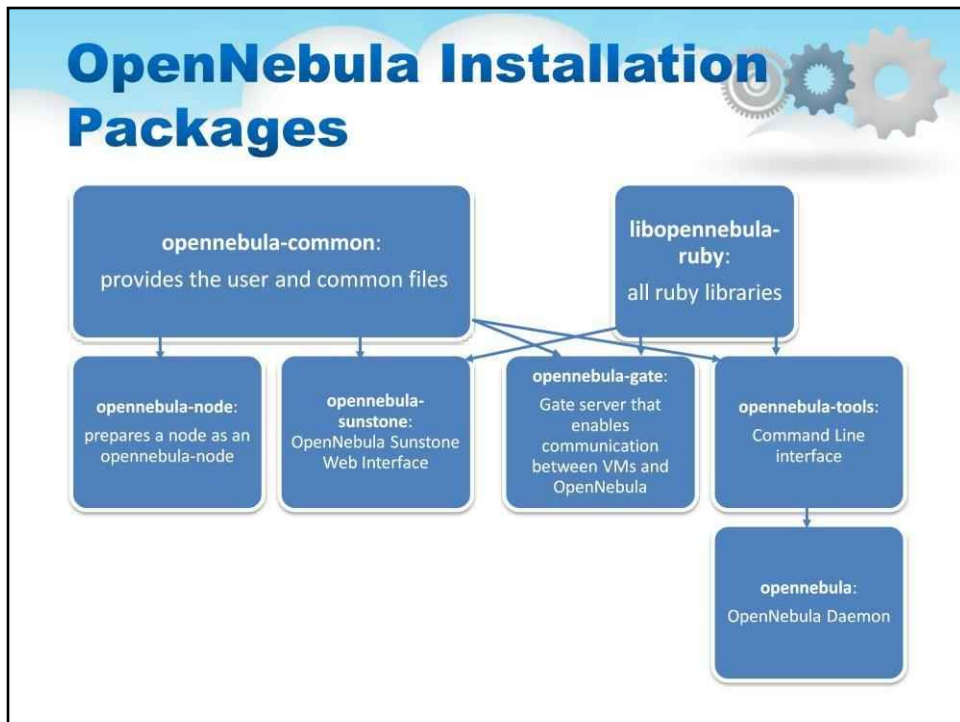 OpenNebula Installation
Packages
opennebula-common:
provides the user and common files
libopennebula-
ruby:
all ruby libraries
opennebula-node:
prepares a node as an
opennebula-node
opennebula-
sunstone:
OpenNebula Sunstone
Web Interface
opennebula-gate:
Gate server that
enables
communication
between VMs and
OpenNebula
opennebula-tools:
Command Line
interface
opennebula:
OpenNebula Daemon